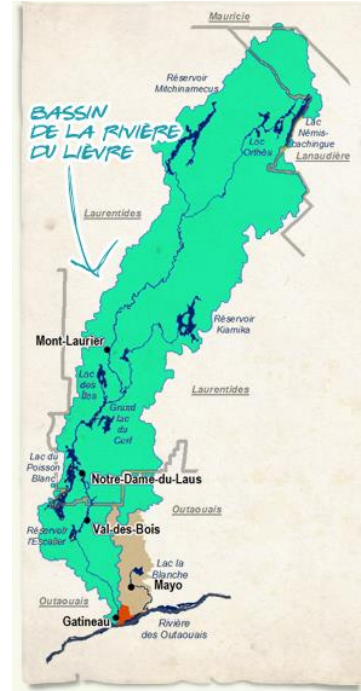 Mauricie
Réservoir
Mitchinamecus
BASSIN
DE LA RIVIÈRE
DU LIÈVRE
Lac
Némis-
cachingue
Lac
Orthès
Lanaudière
Laurentides
Réservoir
Kiamika
Mont-Laurier
Lac
des
Îles
Laurentides
Grand
lac
du
Cerf
Lac du
Poisson
Blanc
Notre-Dame-du-Laus
Outaouais
Réservoir
l'Escalier
Val-des-Bois
Lac la
Blanche
Mayo
Outaouais
Gatineau
Rivière
des Outaouais